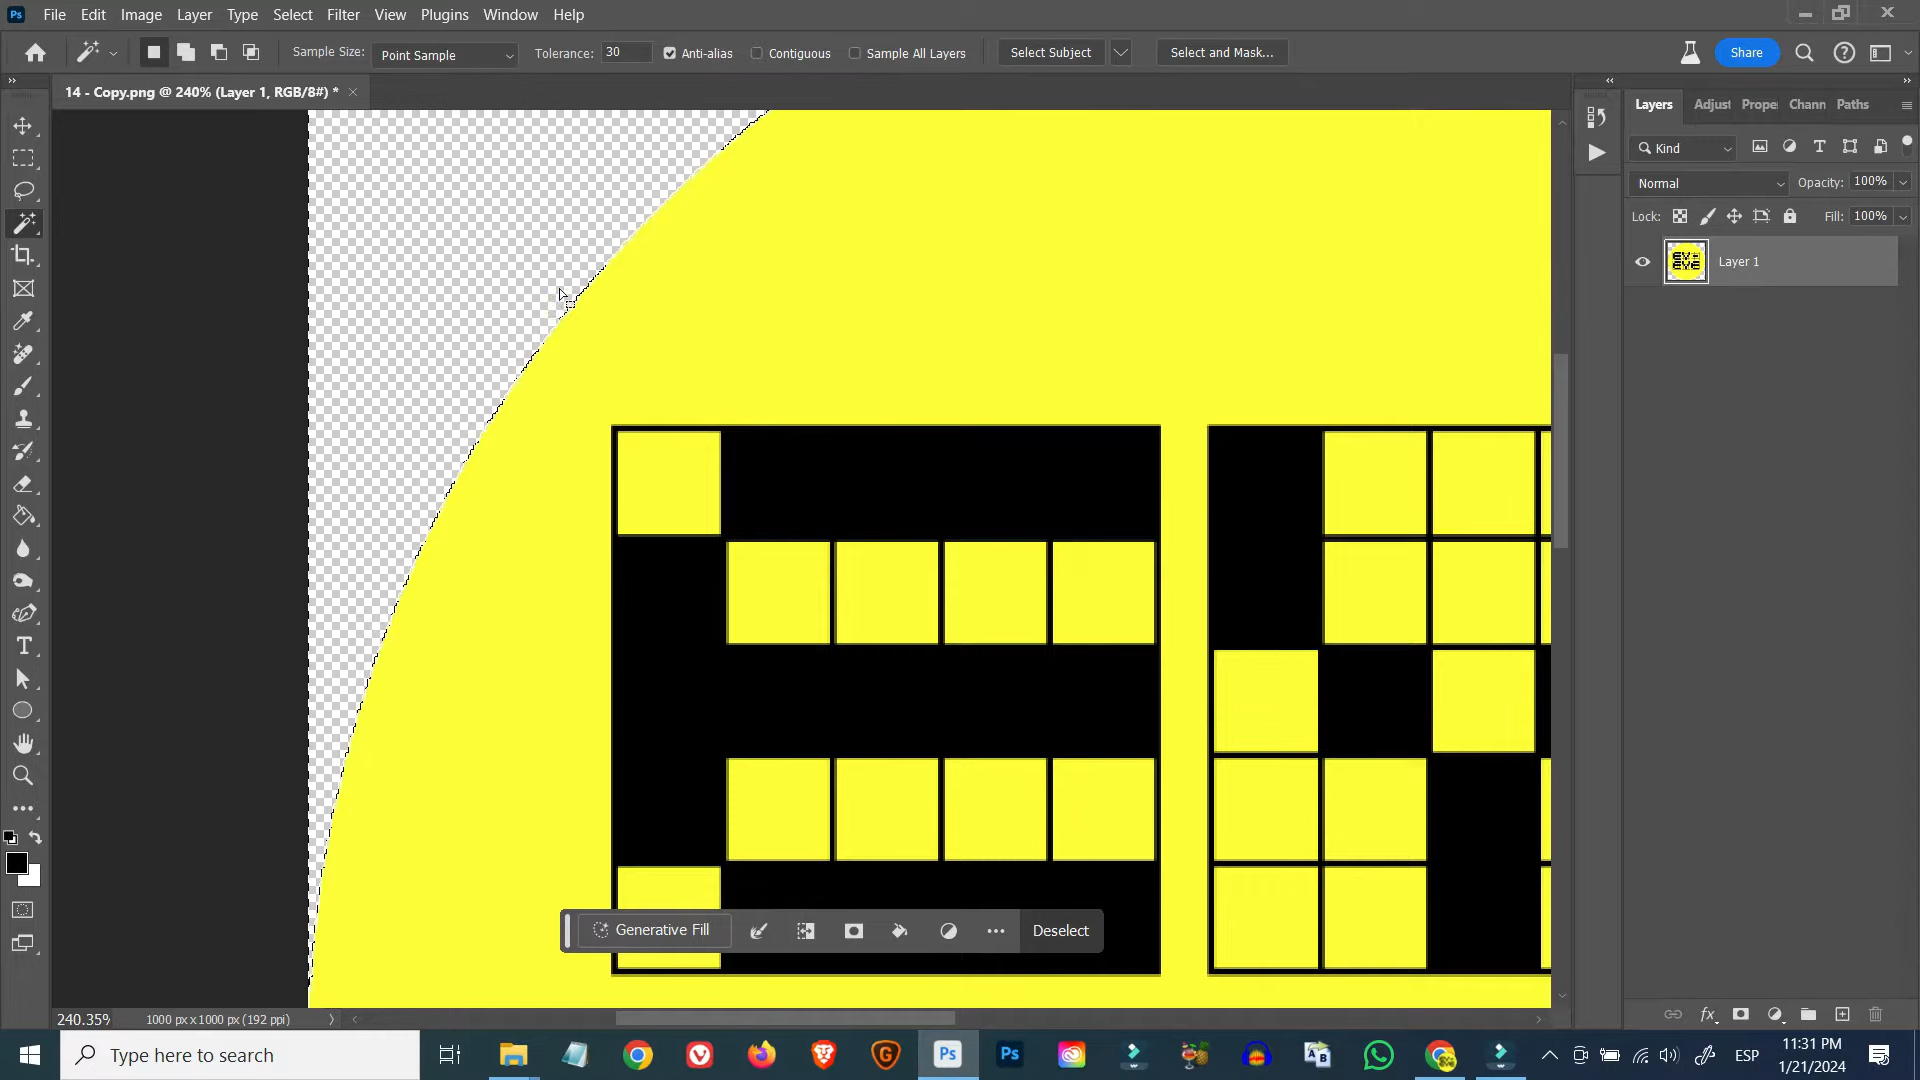 File Edit Image Layer Type Select Filter View Plugins Window Help
Sample Size: Point Sample Tolerance: 30 Anti-alias Contiguous Sample All Layers Select Subject Select and Mask... Share
14 - Copy.png @ 240% (Layer 1, RGB/8#) *
Layers Adjust Prope Chann Paths
Kind
Normal Opacity: 100%
Lock: Fill: 100%
Layer 1
Generative Fill Deselect
240.35% 1000 px x 1000 px (192 ppi)
Type here to search
ESP
11:31 PM
1/21/2024